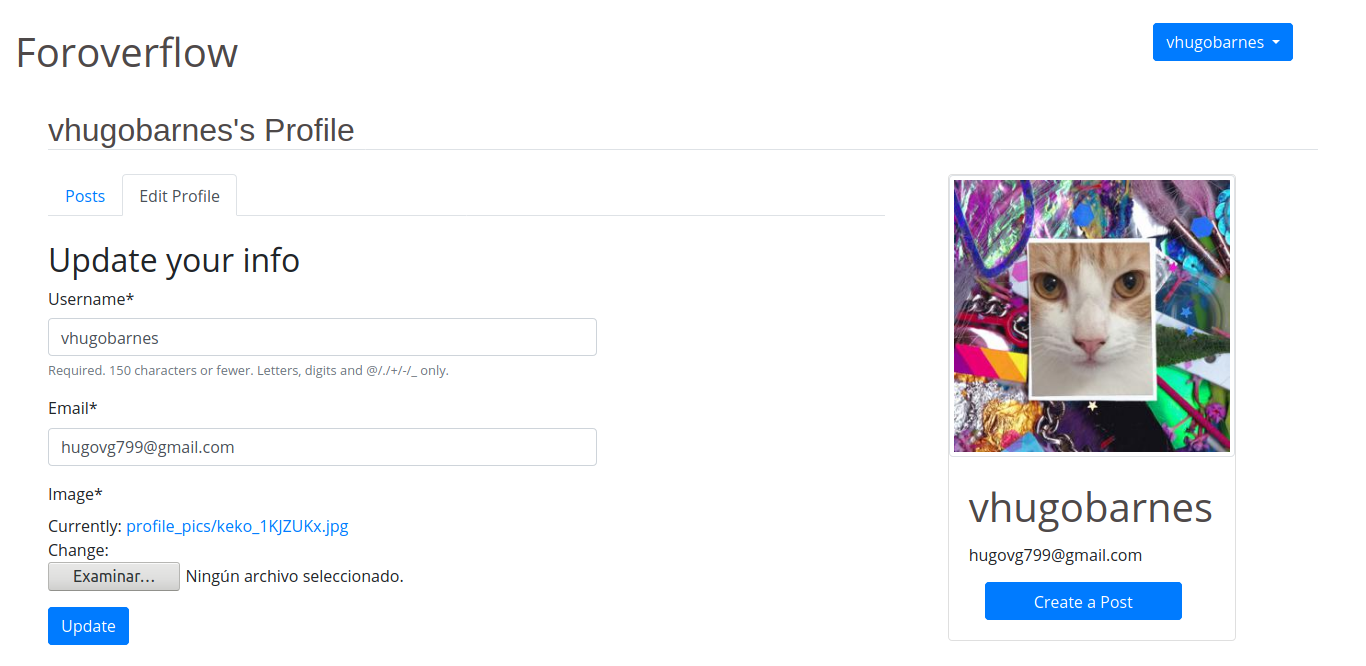 Foroverflow
vhugobarnes
vhugobarnes's Profile
Posts
Edit Profile
Update your info
Username*
vhugobarnes
Required. 150 characters or fewer. Letters, digits and @/./+/-/_ only.
Email*
hugovg799@gmail.com
Image*
Currently: profile_pics/keko_1KJZUKx.jpg
Change:
Examinar... Ningún archivo seleccionado.
Update
vhugobarnes
hugovg799@gmail.com
Create a Post